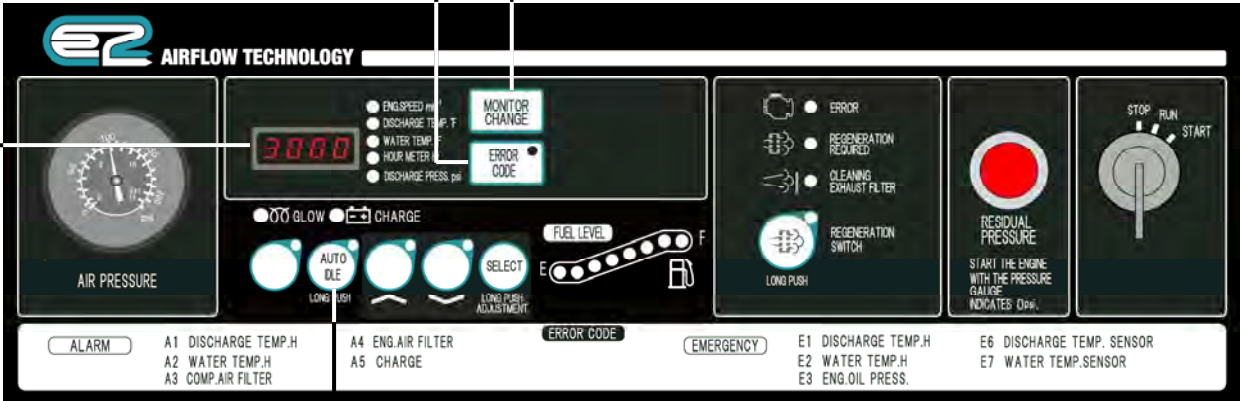 e2
AIRFLOW TECHNOLOGY
AIR PRESSURE
3000
ENG.SPEED
DISCHARGE TEMP. °F
WATER TEMP.
HOUR METER
DISCHARGE PRESS. psi
MONITOR
CHANGE
ERROR
CODE
GLOW
CHARGE
AUTO
IDLE
LONG PUSH
SELECT
LONG PUSH
ADJUSTMENT
FUEL LEVEL
E
F
ERROR
REGENERATION
REQUIRED
CLEANING
EXHAUST FILTER
REGENERATION
SWITCH
LONG PUSH
RESIDUAL
PRESSURE
START THE ENGINE
WITH THE PRESSURE
GAUGE
INDICATES 0psi.
STOP
RUN
START
ALARM
A1 DISCHARGE TEMP.H
A2 WATER TEMP.H
A3 COMP.AIR FILTER
A4 ENG.AIR FILTER
A5 CHARGE
ERROR CODE
EMERGENCY
E1 DISCHARGE TEMP.H
E2 WATER TEMP.H
E3 ENG.OIL PRESS.
E6 DISCHARGE TEMP. SENSOR
E7 WATER TEMP.SENSOR